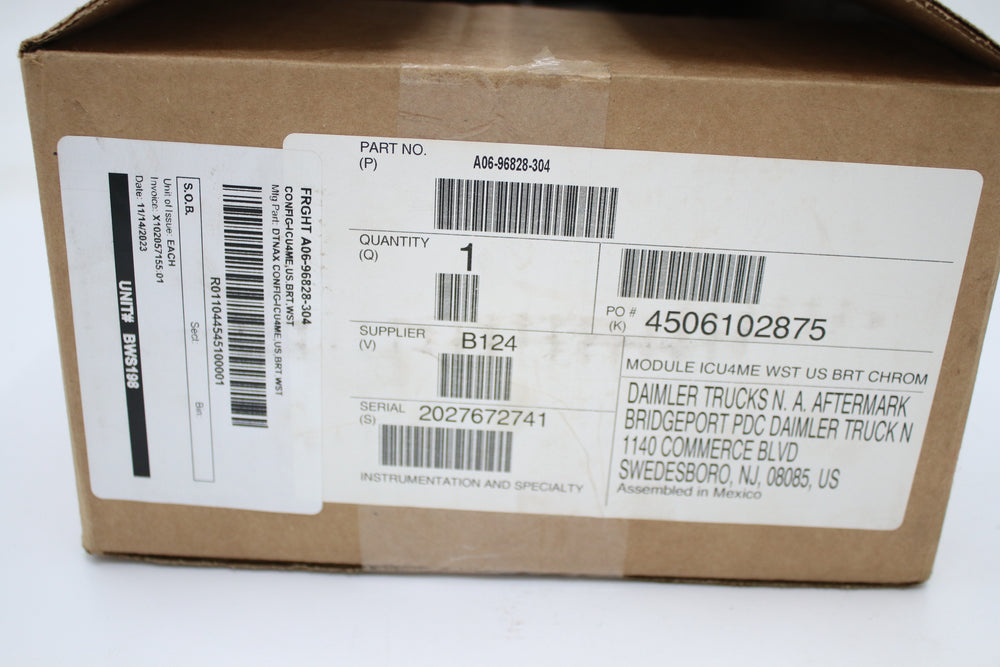 PART NO.
(P)
A06-96828-304
QUANTITY
(Q)
1
PO #
(K)
4506102875
SUPPLIER
(V)
B124
MODULE ICU4ME WST US BRT CHROM
SERIAL
(S)
2027672741
DAIMLER TRUCKS N. A. AFTERMARK
BRIDGEPORT PDC DAIMLER TRUCK N
1140 COMMERCE BLVD
SWEDESBORO, NJ, 08085, US
Assembled in Mexico
INSTRUMENTATION AND SPECIALTY
FRGHT A06-96828-304
CONFIG-ICU4ME,US.BRT.WST
Mfg Part: DTNAX CONFIG-ICU4ME.US.BRT WST
R011044545100001
S.O.B.
Sect.
Bin:
Unit of Issue: EACH
Invoice: X102057155:01
Date: 11/14/2023
UNIT# BWS198